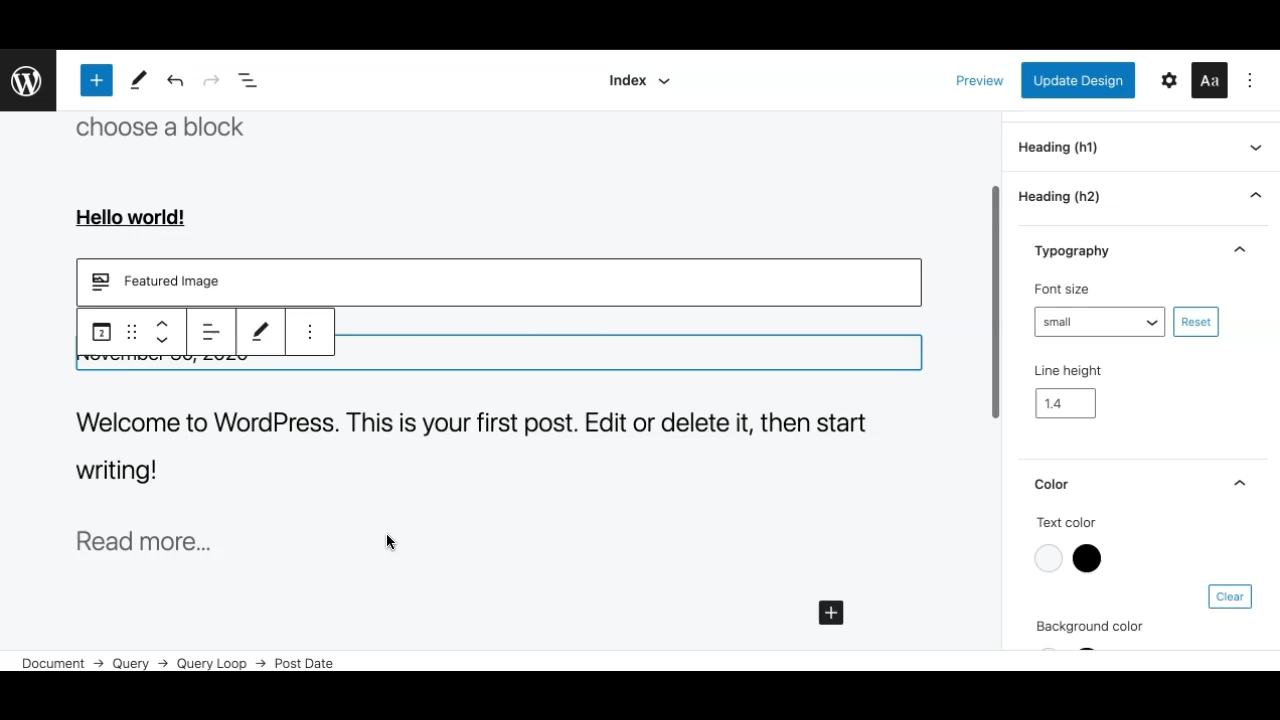 Index
Preview
Update Design
Aa
choose a block
Hello world!
Featured Image
Welcome to WordPress. This is your first post. Edit or delete it, then start
writing!
Read more...
Heading (h1)
Heading (h2)
Typography
Font size
small
Reset
Line height
1.4
Color
Text color
Clear
Background color
Document → Query → Query Loop → Post Date